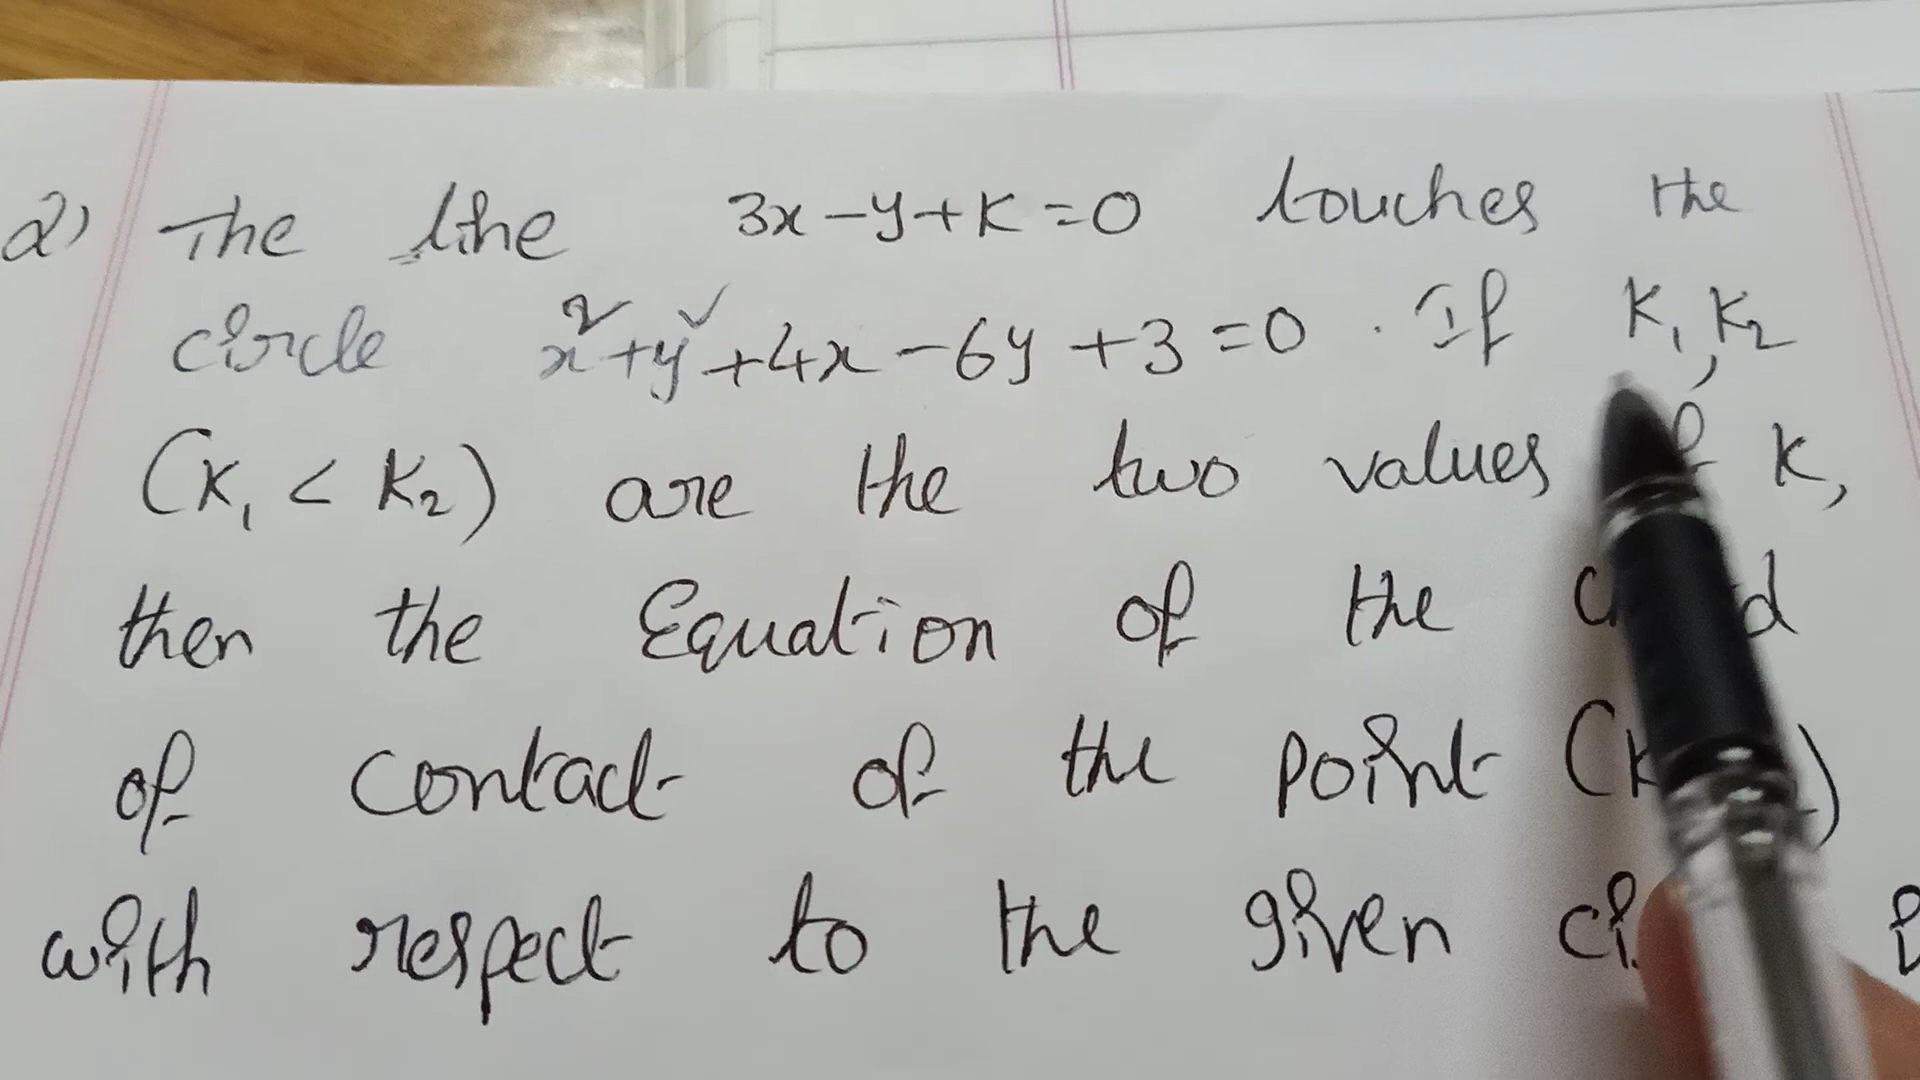 2) The line 3x-y+K=0 touches the
circle x²+y²+4x-6y+3=0. If K₁,K₂
(K₁ < K₂) are the two values K,
then the Equation of the
of contact of the point
with respect to the given